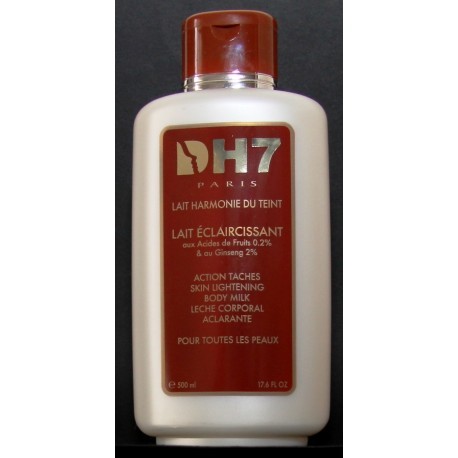 DH7
PARIS
LAIT HARMONIE DU TEINT
LAIT ÉCLAIRCISSANT
aux Acides de Fruits 0,2%
& au Ginseng 2%
ACTION TACHES
SKIN LIGHTENING
BODY MILK
LECHE CORPORAL
ACLARANTE
POUR TOUTES LES PEAUX
e 500 ml 17.6 FL OZ